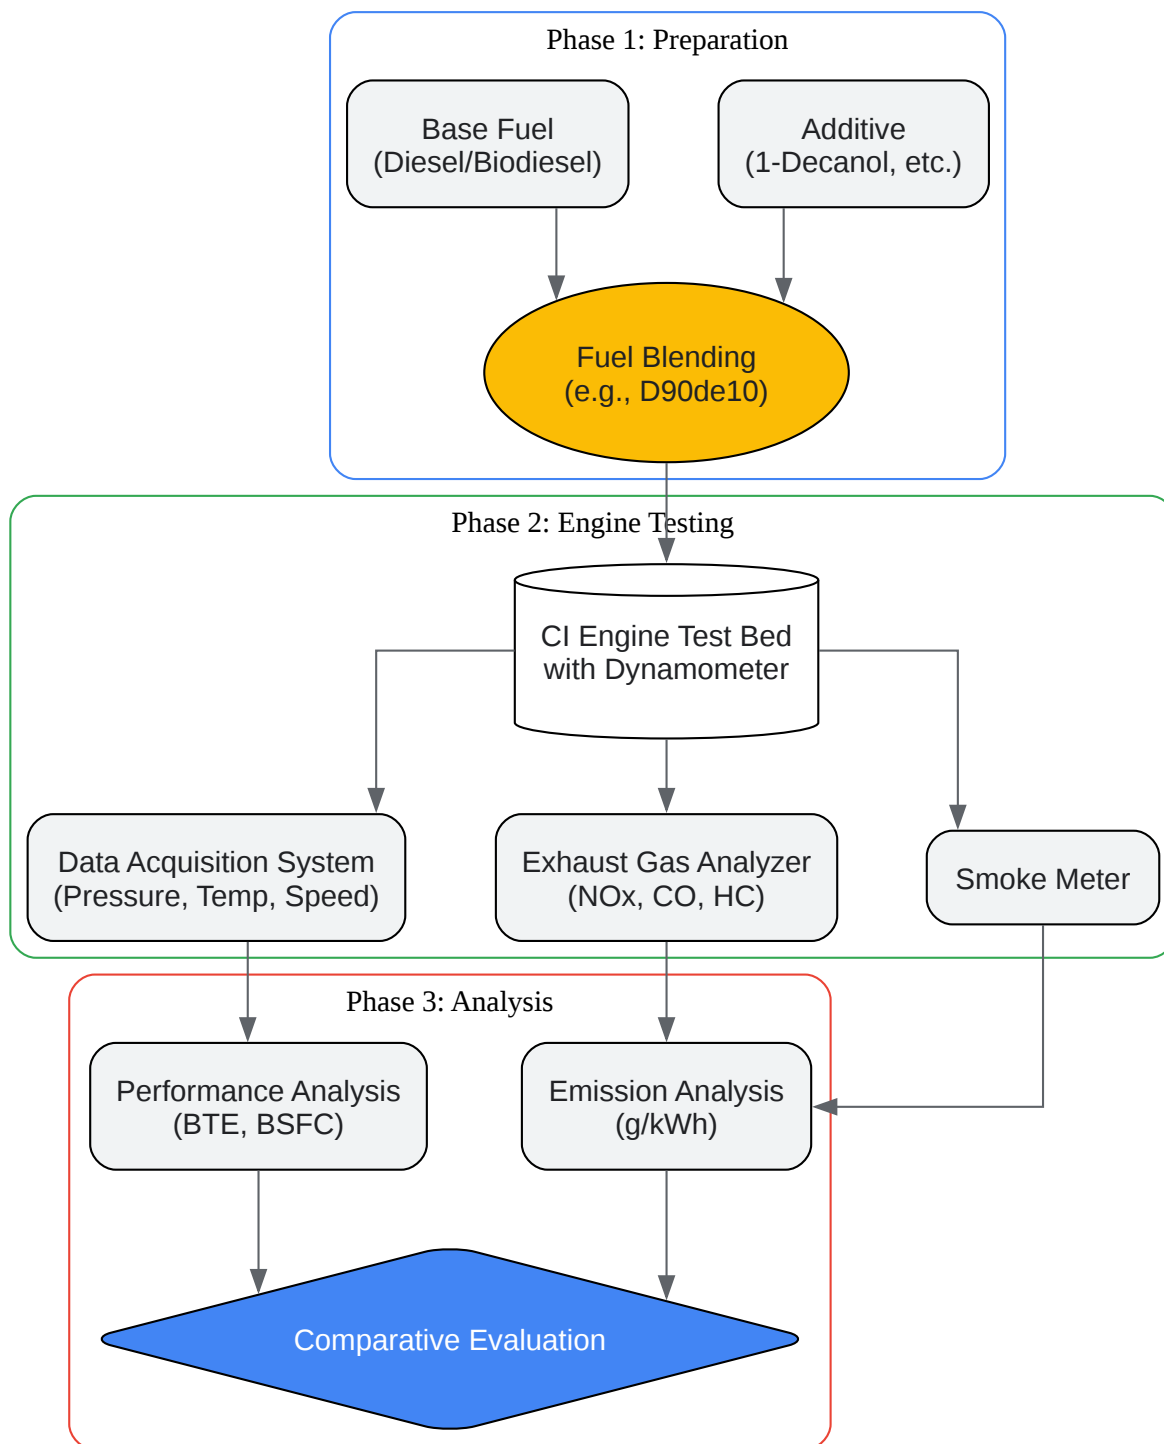 Phase 1: Preparation
Base Fuel
(Diesel/Biodiesel)
Additive
(1-Decanol, etc.)
Fuel Blending
(e.g., D90de10)
Phase 2: Engine Testing
CI Engine Test Bed
with Dynamometer
Data Acquisition System
(Pressure, Temp, Speed)
Exhaust Gas Analyzer
(NOx, CO, HC)
Smoke Meter
Phase 3: Analysis
Performance Analysis
(BTE, BSFC)
Emission Analysis
(g/kWh)
Comparative Evaluation